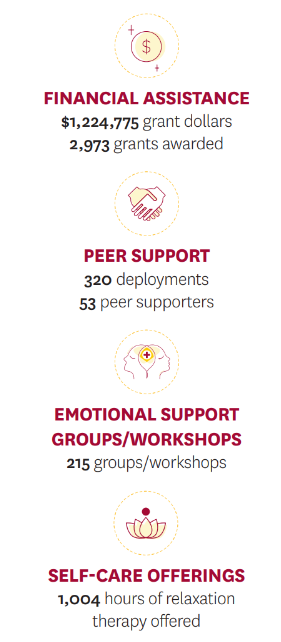 $
FINANCIAL ASSISTANCE
$1,224,775 grant dollars
2,973 grants awarded
PEER SUPPORT
320 deployments
53 peer supporters
EMOTIONAL SUPPORT
GROUPS/WORKSHOPS
215 groups/workshops
SELF-CARE OFFERINGS
1,004 hours of relaxation
therapy offered